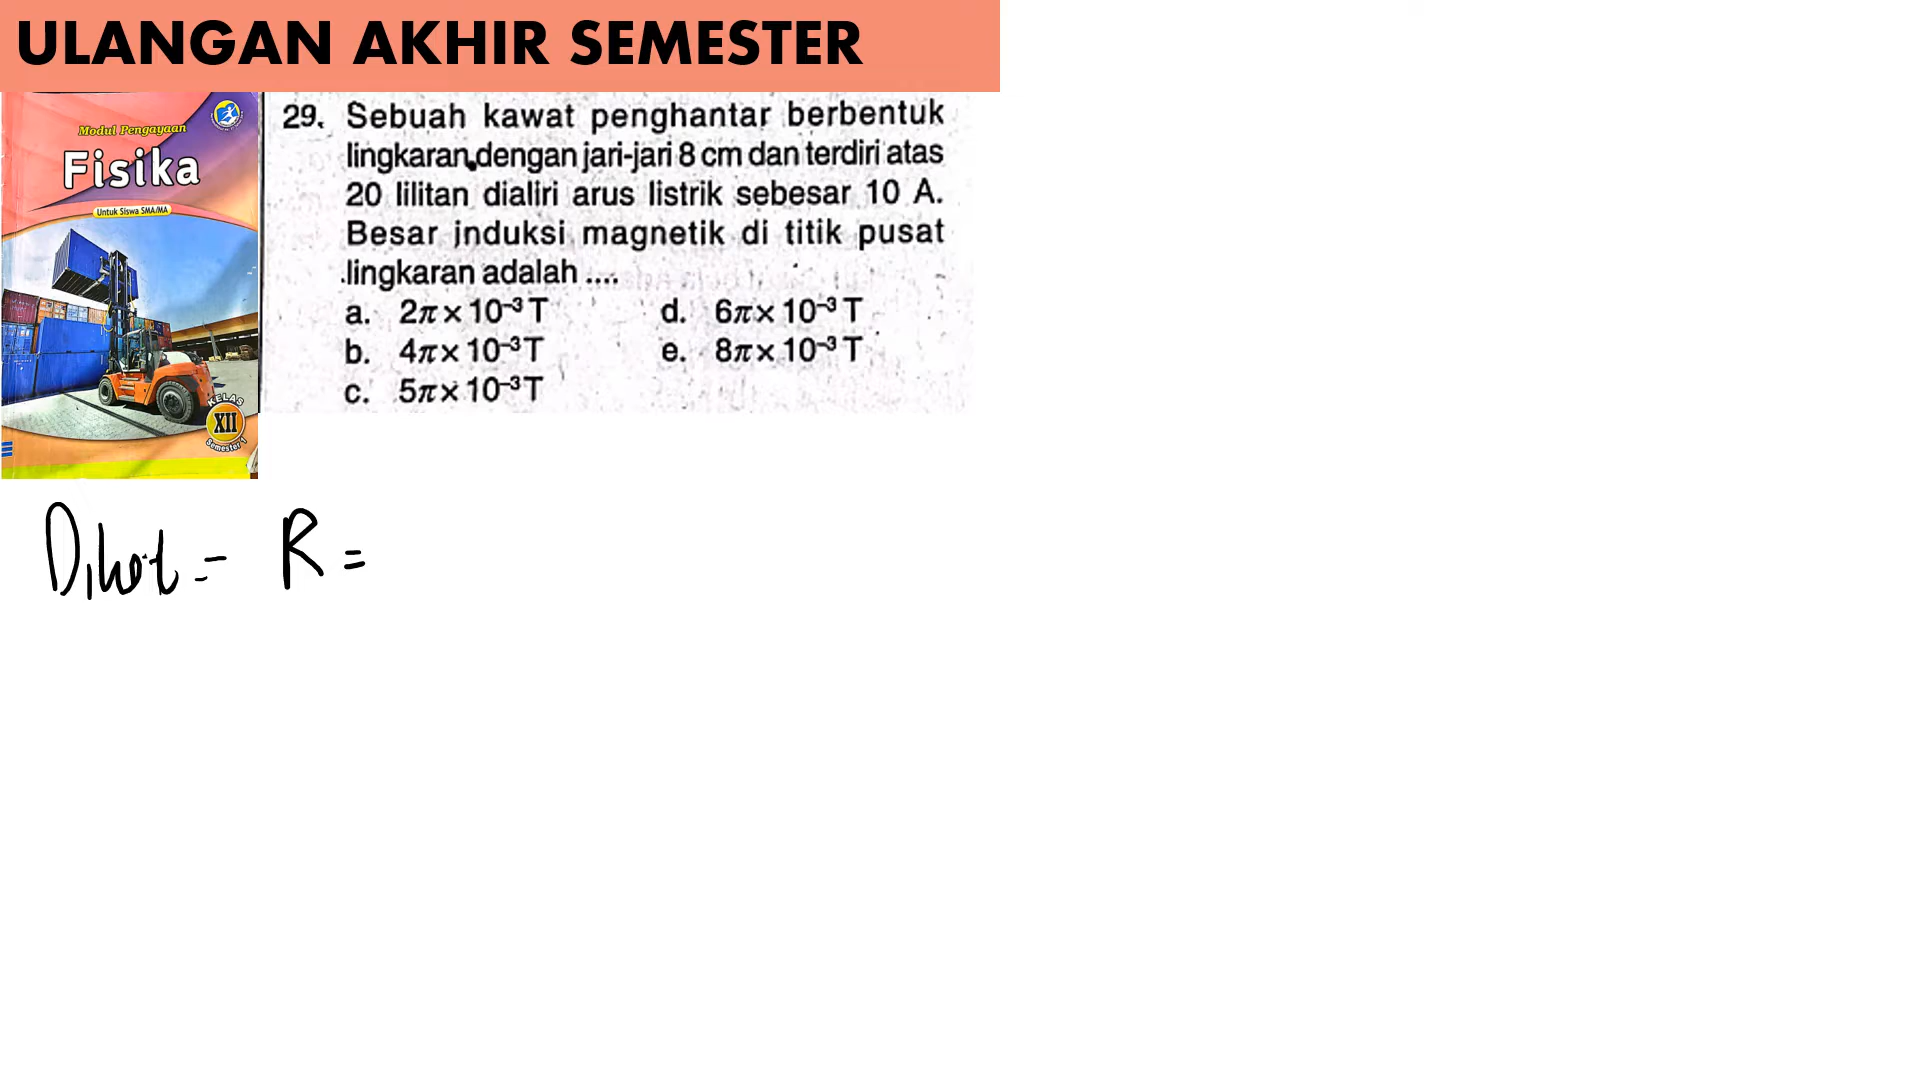 ULANGAN AKHIR SEMESTER
Modul Pengayaan
Fisika
Untuk Siswa SMA/MA
KELAS
XII
Semester 1
29. Sebuah kawat penghantar berbentuk
lingkaran dengan jari-jari 8 cm dan terdiri atas
20 lilitan dialiri arus listrik sebesar 10 A.
Besar induksi magnetik di titik pusat
lingkaran adalah ....
a. 2π × 10⁻³ T d. 6π × 10⁻³ T
b. 4π × 10⁻³ T e. 8π × 10⁻³ T
c. 5π × 10⁻³ T
Diket = R =